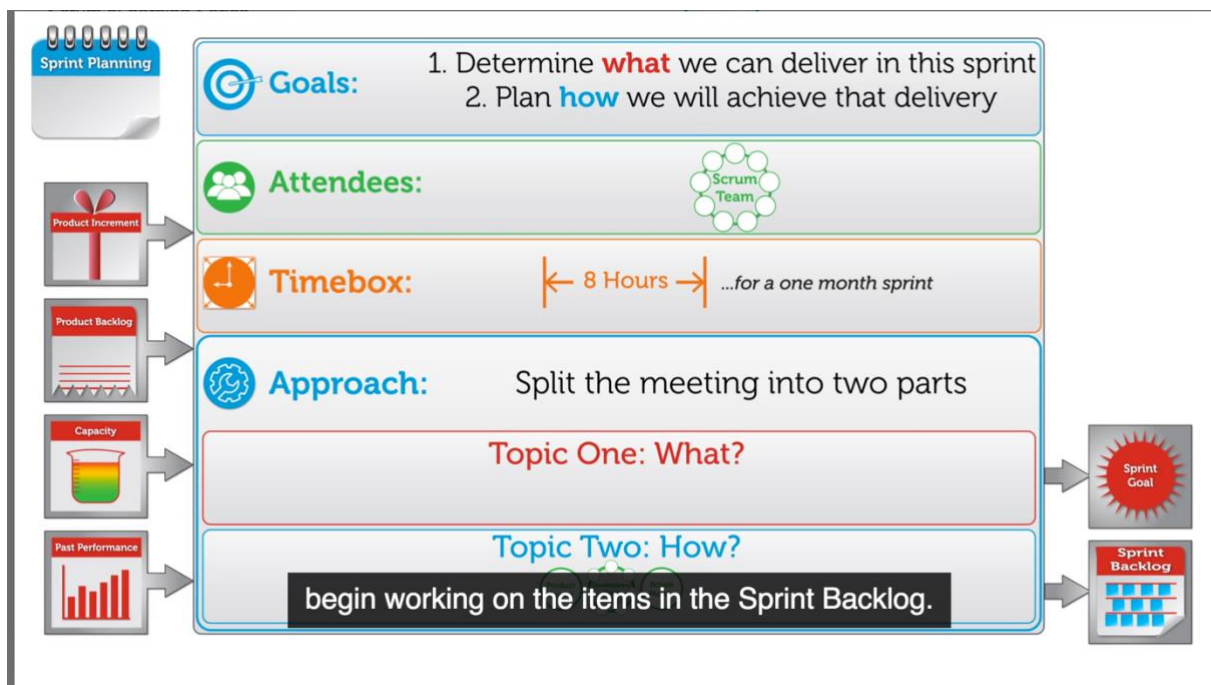 Sprint Planning
Goals:
1. Determine what we can deliver in this sprint
2. Plan how we will achieve that delivery
Attendees:
Scrum
Team
Product Increment
Timebox:
8 Hours
...for a one month sprint
Product Backlog
Approach:
Split the meeting into two parts
Capacity
Topic One: What?
Sprint
Goal
Past Performance
Topic Two: How?
Sprint
Backlog
begin working on the items in the Sprint Backlog.